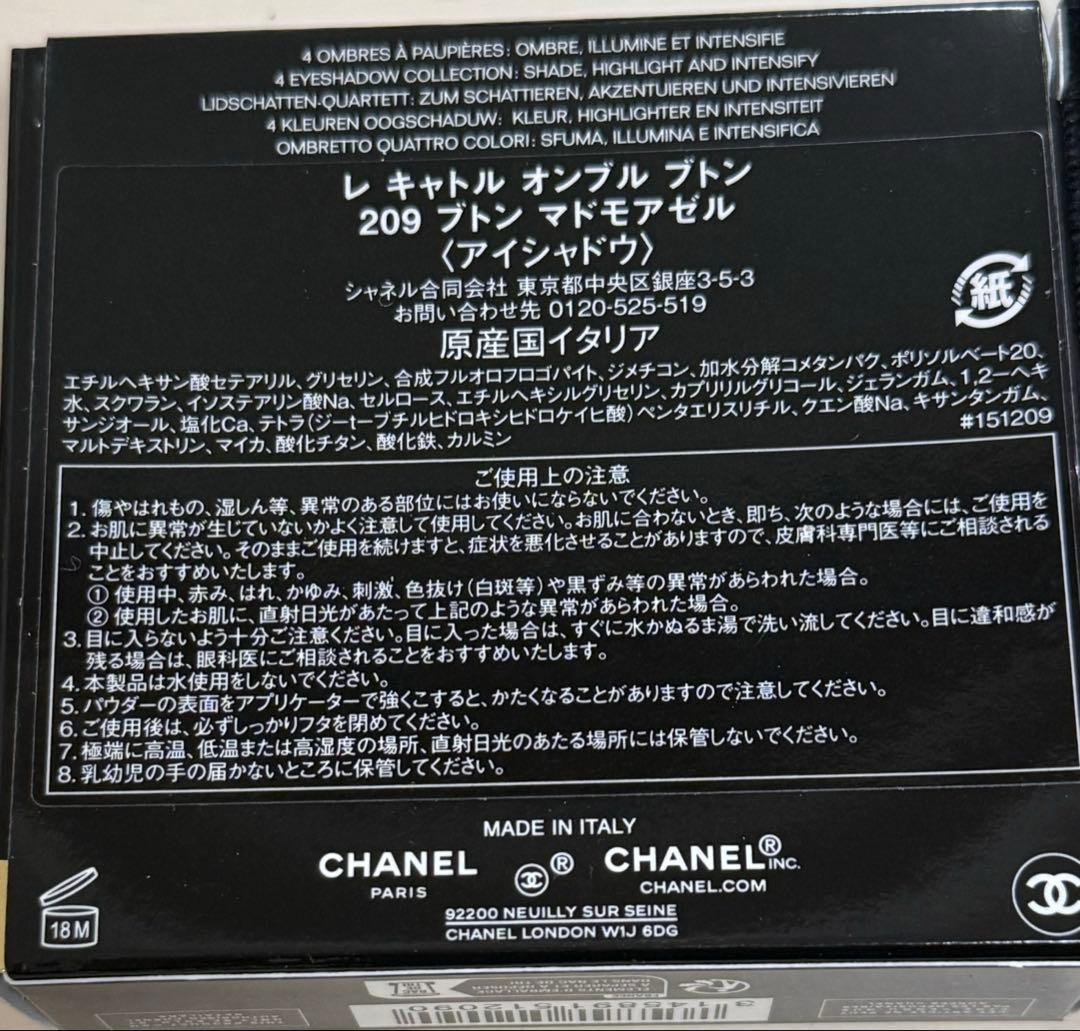 4 OMBRES À PAUPIÈRES: OMBRE, ILLUMINE ET INTENSIFIE
4 EYESHADOW COLLECTION: SHADE, HIGHLIGHT AND INTENSIFY
LIDSCHATTEN-QUARTETT: ZUM SCHATTIEREN, AKZENTUIEREN UND INTENSIVIEREN
4 KLEUREN OOGSCHADUW: KLEUR, HIGHLIGHTER EN INTENSITEIT
OMBRETTO QUATTRO COLORI: SFUMA, ILLUMINA E INTENSIFICA
レ キャトル オンブル ブトン
209 ブトン マドモアゼル
〈アイシャドウ〉
シャネル合同会社 東京都中央区銀座3-5-3
お問い合わせ先 0120-525-519
原産国イタリア
紙
エチルヘキサン酸セテアリル、グリセリン、合成フルオロフロゴパイト、ジメチコン、加水分解コメタンパク、ポリソルベート20、
水、スクワラン、イソステアリン酸Na、セルロース、エチルヘキシルグリセリン、カプリリルグリコール、ジェランガム、1,2-ヘキ
サンジオール、塩化Ca、テトラ(ジ-t-ブチルヒドロキシヒドロケイヒ酸)ペンタエリスリチル、クエン酸Na、キサンタンガム、
マルトデキストリン、マイカ、酸化チタン、酸化鉄、カルミン
#151209
ご使用上の注意
1. 傷やはれもの、湿しん等、異常のある部位にはお使いにならないでください。
2. お肌に異常が生じていないかよく注意して使用してください。お肌に合わないとき、即ち、次のような場合には、ご使用を
中止してください。そのままご使用を続けますと、症状を悪化させることがありますので、皮膚科専門医等にご相談される
ことをおすすめいたします。
① 使用中、赤み、はれ、かゆみ、刺激、色抜け(白斑等)や黒ずみ等の異常があらわれた場合。
② 使用したお肌に、直射日光があたって上記のような異常があらわれた場合。
3. 目に入らないよう十分ご注意ください。目に入った場合は、すぐに水かぬるま湯で洗い流してください。目に違和感が
残る場合は、眼科医にご相談されることをおすすめいたします。
4. 本製品は水使用をしないでください。
5. パウダーの表面をアプリケーターで強くこすると、かたくなることがありますので注意してください。
6. ご使用後は、必ずしっかりフタを閉めてください。
7. 極端に高温、低温または高湿度の場所、直射日光のあたる場所には保管しないでください。
8. 乳幼児の手の届かないところに保管してください。
MADE IN ITALY
CHANEL
PARIS
®
CHANEL® INC.
CHANEL.COM
92200 NEUILLY SUR SEINE
CHANEL LONDON W1J 6DG
18 M
FRANCE
ÉLÉMENTS D'EMBALLAGE
À SÉPARER ET À DÉPOSER
DANS LE BAC DE TRI
BAC DE TRI
3145891512090